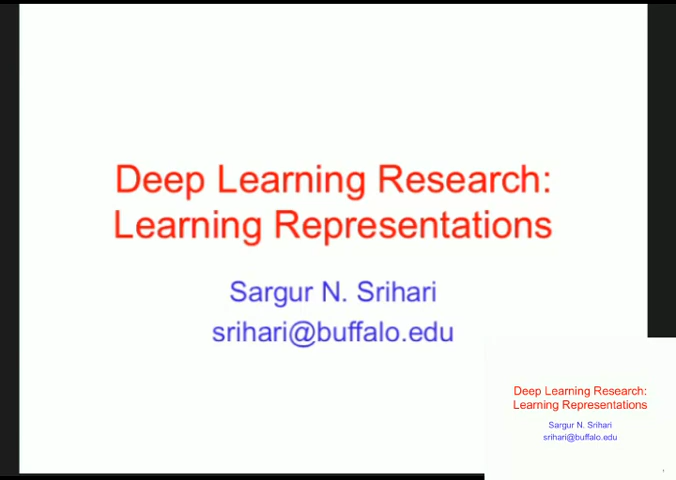 Deep Learning Research:
Learning Representations
Sargur N. Srihari
srihari@buffalo.edu
Deep Learning Research:
Learning Representations
Sargur N. Srihari
srihari@buffalo.edu